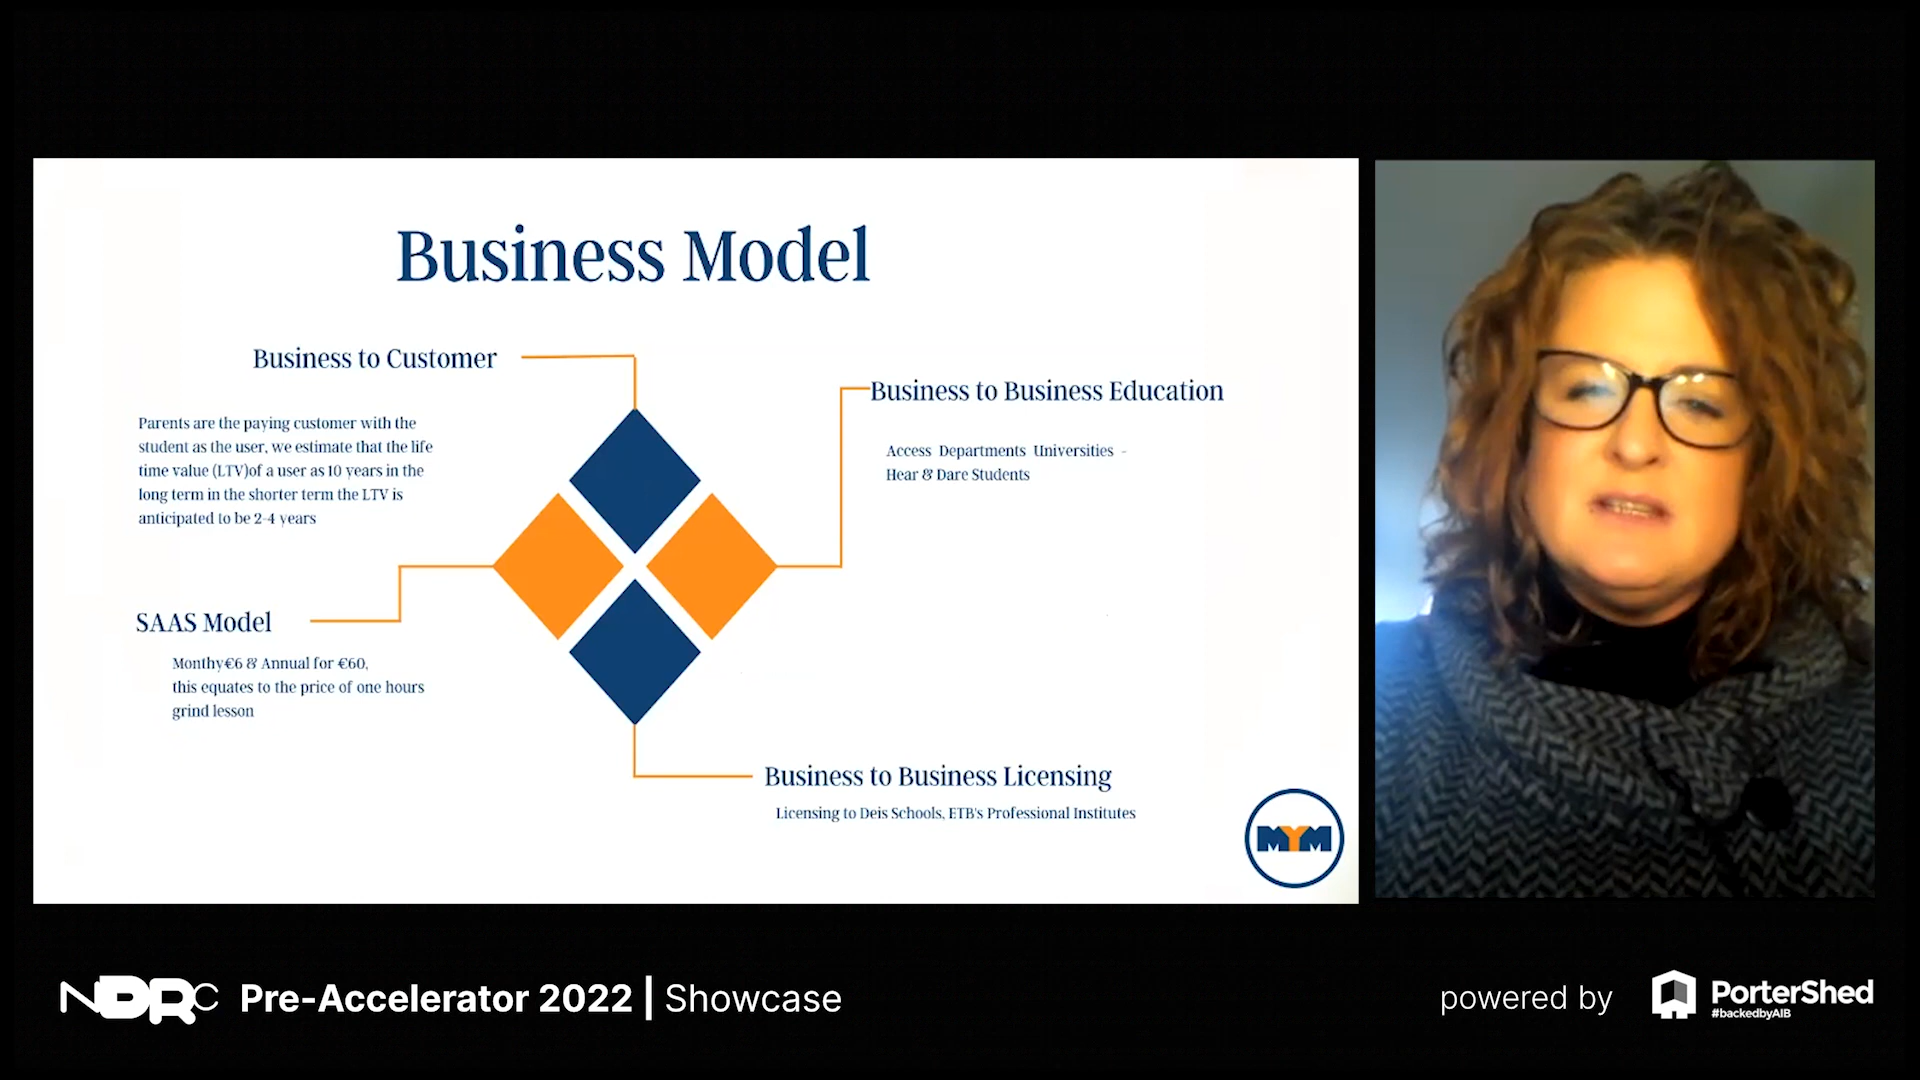 Business Model
Business to Customer
Parents are the paying customer with the
student as the user, we estimate that the life
time value (LTV)of a user as 10 years in the
long term in the shorter term the LTV is
anticipated to be 2-4 years
Business to Business Education
Access Departments Universities -
Hear & Dare Students
SAAS Model
Monthy€6 & Annual for €60,
this equates to the price of one hours
grind lesson
Business to Business Licensing
Licensing to Deis Schools, ETB's Professional Institutes
MYM
NDRC Pre-Accelerator 2022 | Showcase
powered by PorterShed
#backedbyAIB